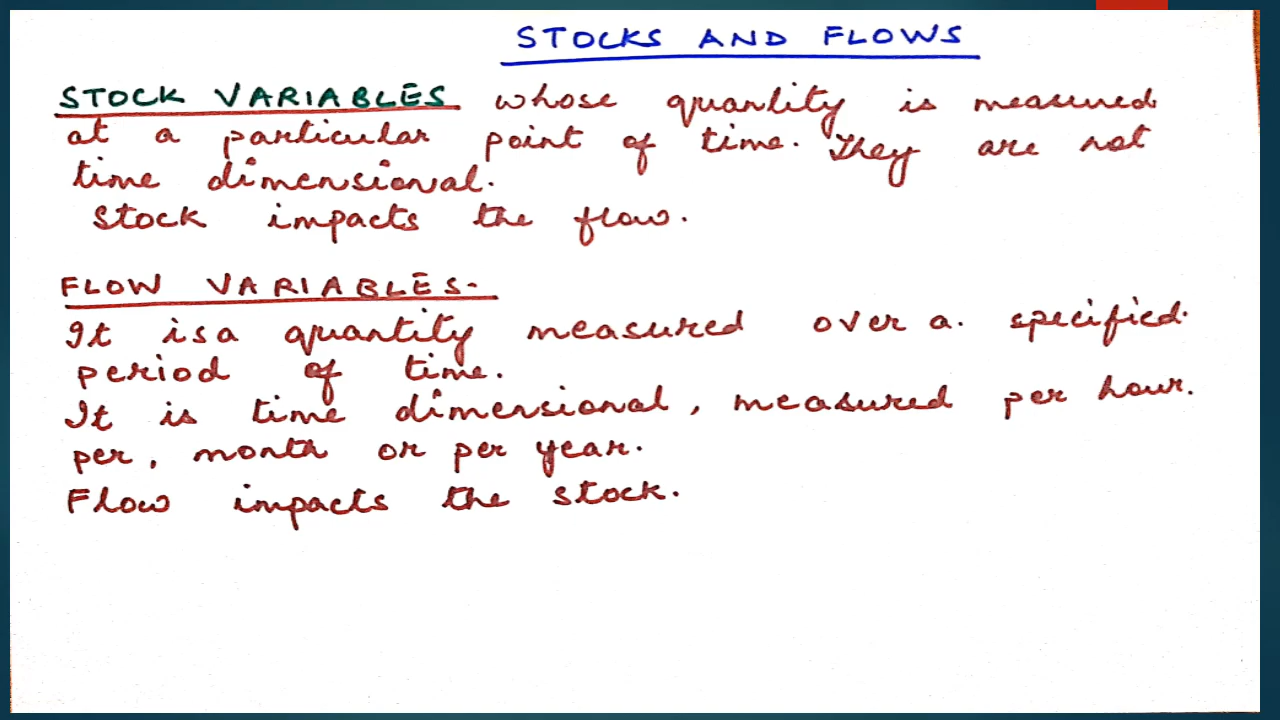 STOCKS AND FLOWS
STOCK VARIABLES whose quantity is measured.
at a particular point of time. They are not
time dimensional.
Stock impacts the flow.
FLOW VARIABLES.
It is a quantity measured over a. specified.
period of time.
It is time dimensional, measured per hour.
per, month or per year.
Flow impacts the stock.